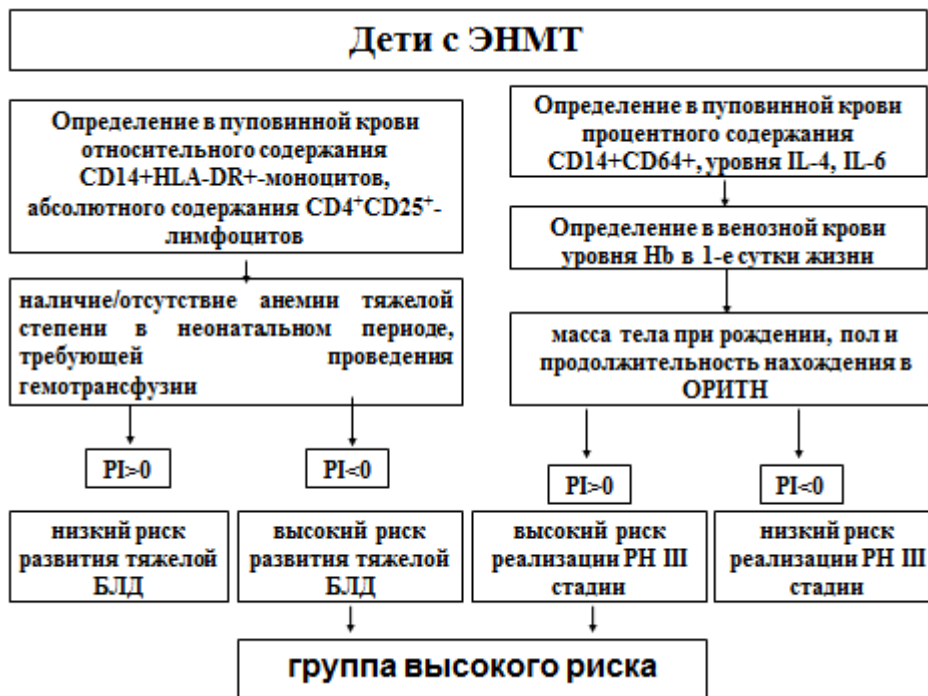 Дети с ЭНМТ
Определение в пуповинной крови
относительного содержания
CD14+HLA-DR+-моноцитов,
абсолютного содержания CD4+CD25+-
лимфоцитов
наличие/отсутствие анемии тяжелой
степени в неонатальном периоде,
требующей проведения
гемотрансфузии
PI>0
PI<0
низкий риск
развития тяжелой
БЛД
высокий риск
развития тяжелой
БЛД
Определение в пуповинной крови
процентного содержания
CD14+CD64+, уровня IL-4, IL-6
Определение в венозной крови
уровня Hb в 1-е сутки жизни
масса тела при рождении, пол и
продолжительность нахождения в
ОРИТН
PI>0
PI<0
высокий риск
реализации РН III
стадии
низкий риск
реализации РН III
стадии
группа высокого риска